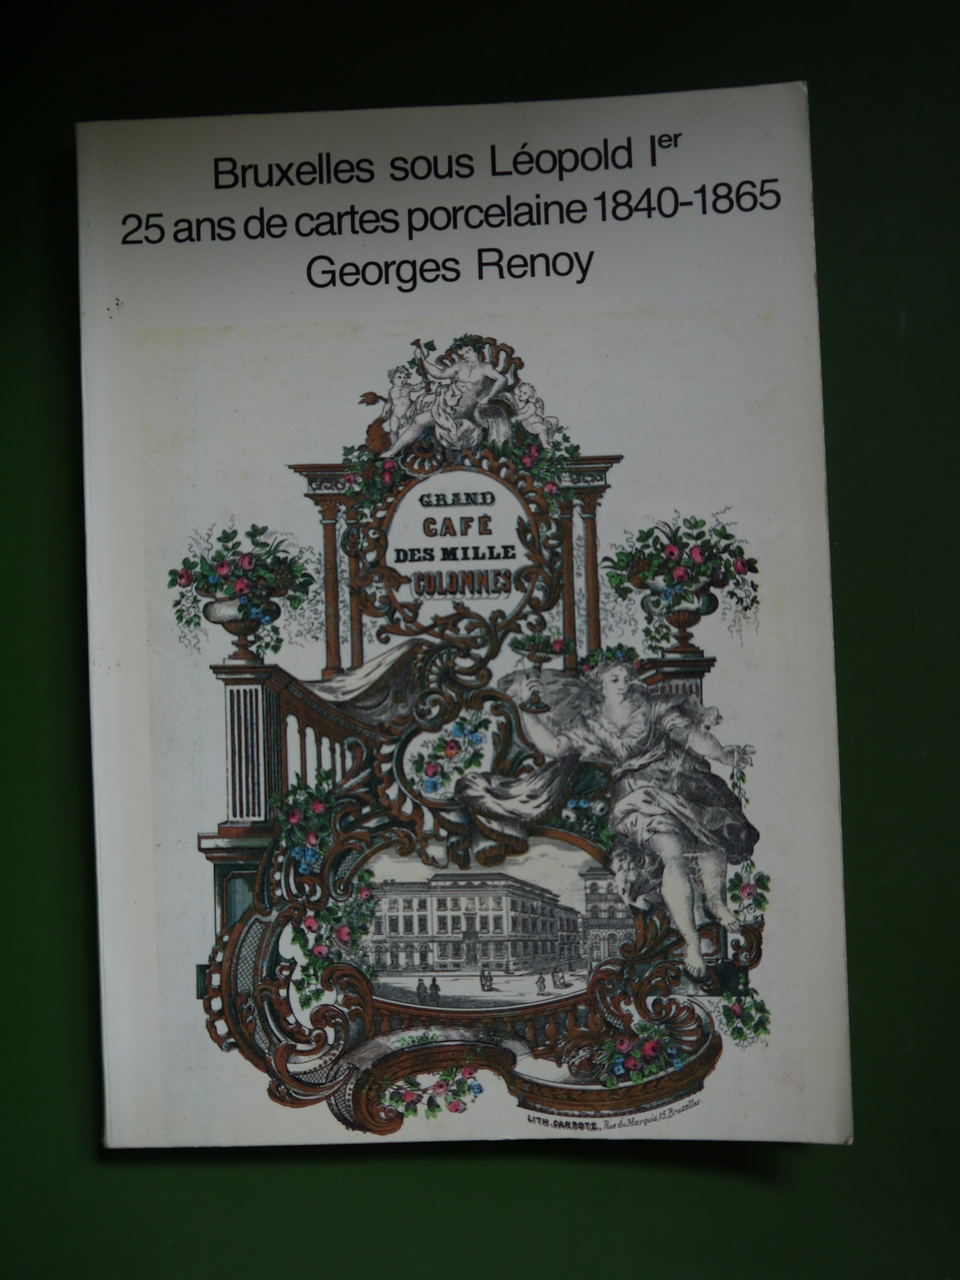 Bruxelles sous Léopold Ier
25 ans de cartes porcelaine 1840-1865
Georges Renoy
GRAND
CAFÉ
DES MILLE
COLONNES
LITH. CARBOTE, Rue du Marquis, 15, Bruxelles